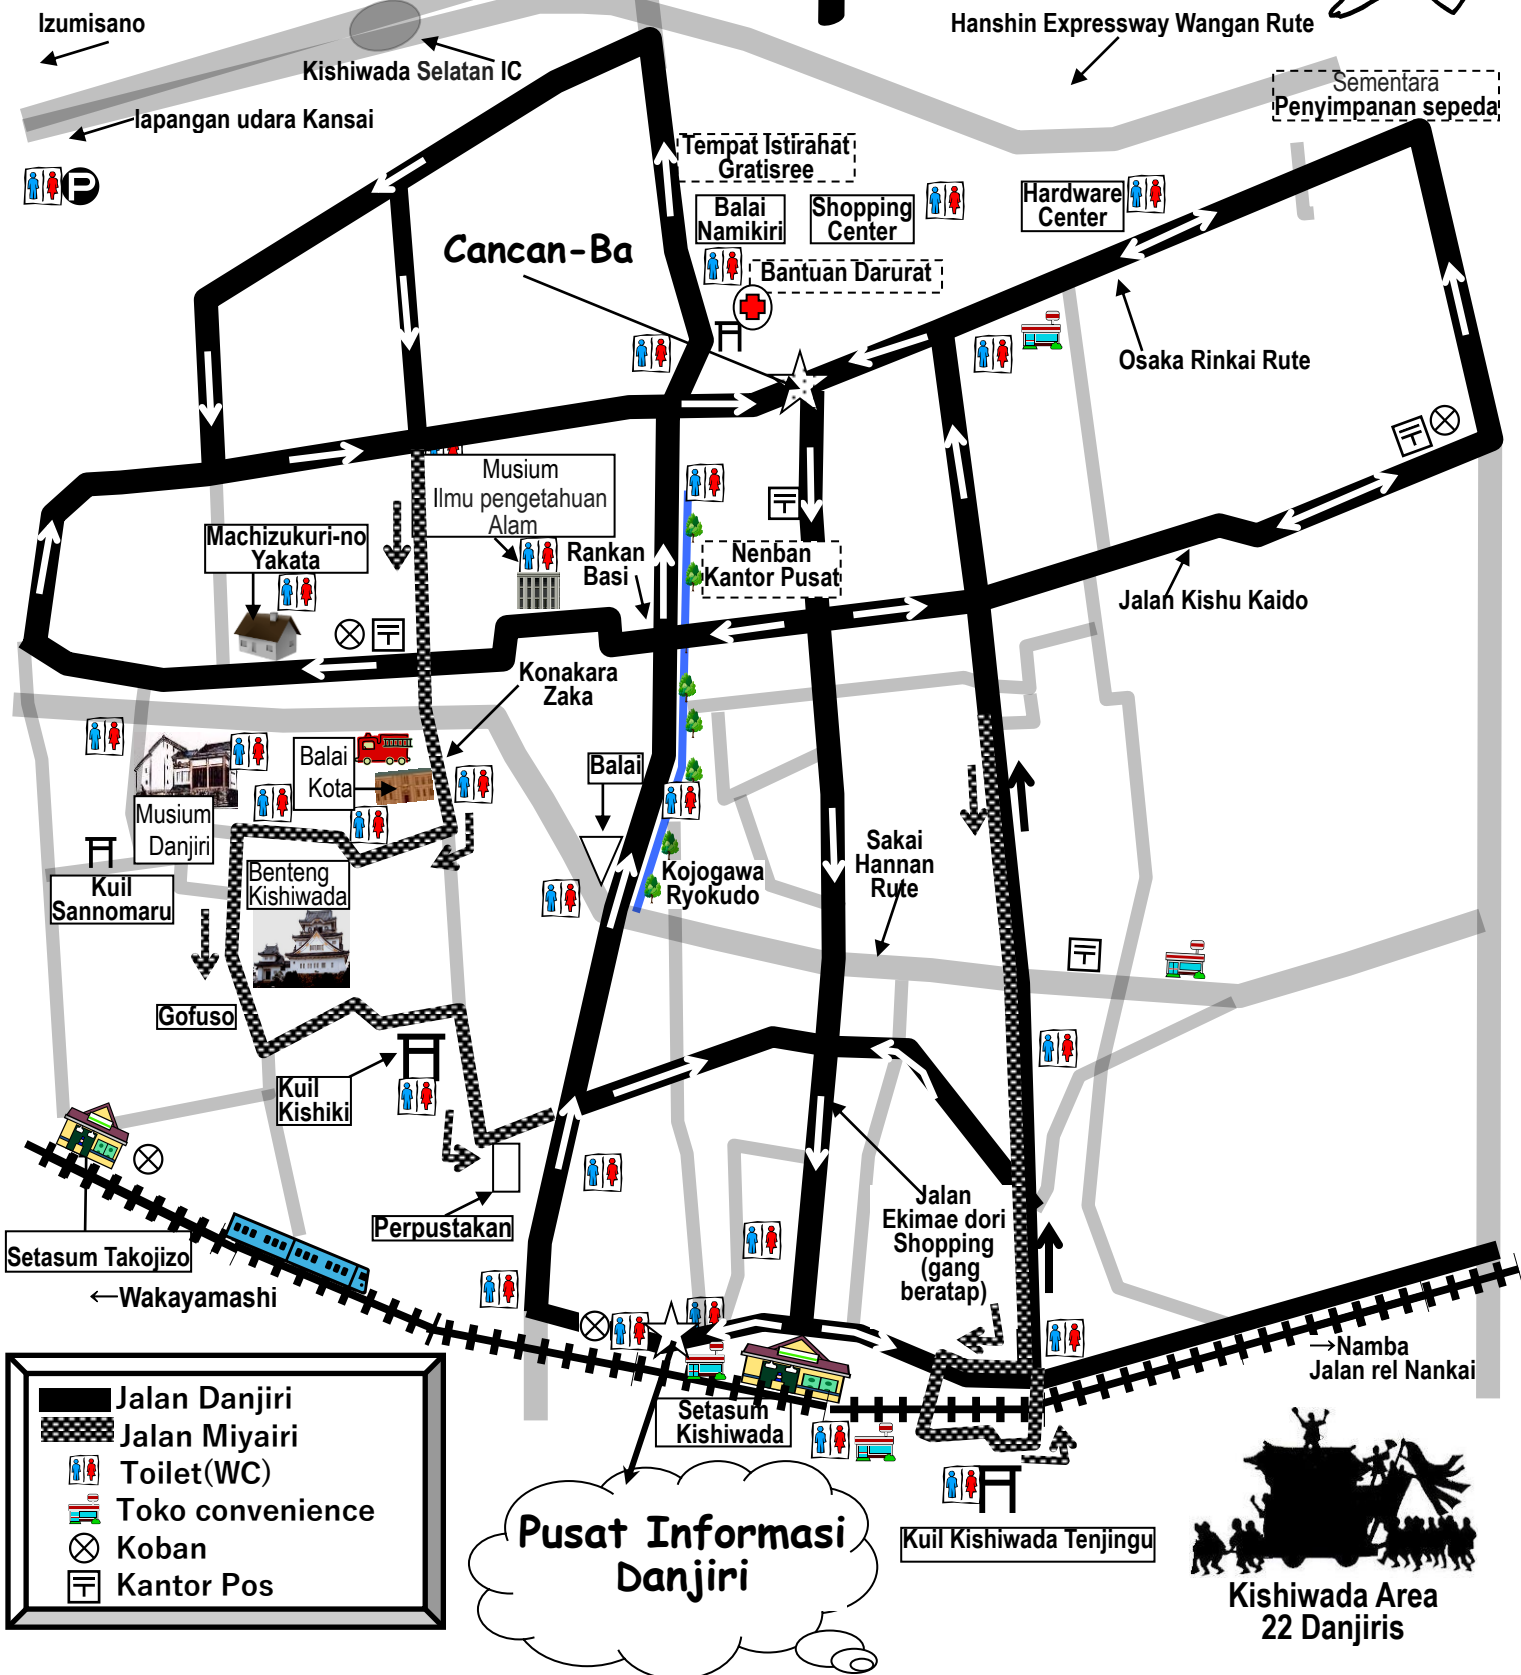 Izumisano
Hanshin Expressway Wangan Rute
Kishiwada Selatan IC
lapangan udara Kansai
P
Sementara
Penyimpanan sepeda
Tempat Istirahat
Gratisree
Balai
Namikiri
Shopping
Center
Hardware
Center
Cancan-Ba
Bantuan Darurat
Osaka Rinkai Rute
Musium
Ilmu pengetahuan
Alam
Machizukuri-no
Yakata
Rankan
Basi
Nenban
Kantor Pusat
Jalan Kishu Kaido
Konakara
Zaka
Balai
Kota
Balai
Musium
Danjiri
Sakai
Hannan
Rute
Benteng
Kishiwada
Kuil
Sannomaru
Kojogawa
Ryokudo
Gofuso
Kuil
Kishiki
Perpustakan
Jalan
Ekimae dori
Shopping
(gang
beratap)
Setasum Takojizo
←Wakayamashi
→Namba
Jalan rel Nankai
Setasum
Kishiwada
Jalan Danjiri
Jalan Miyairi
Toilet(WC)
Toko convenience
Koban
Kantor Pos
Pusat Informasi
Danjiri
Kuil Kishiwada Tenjingu
Kishiwada Area
22 Danjiris